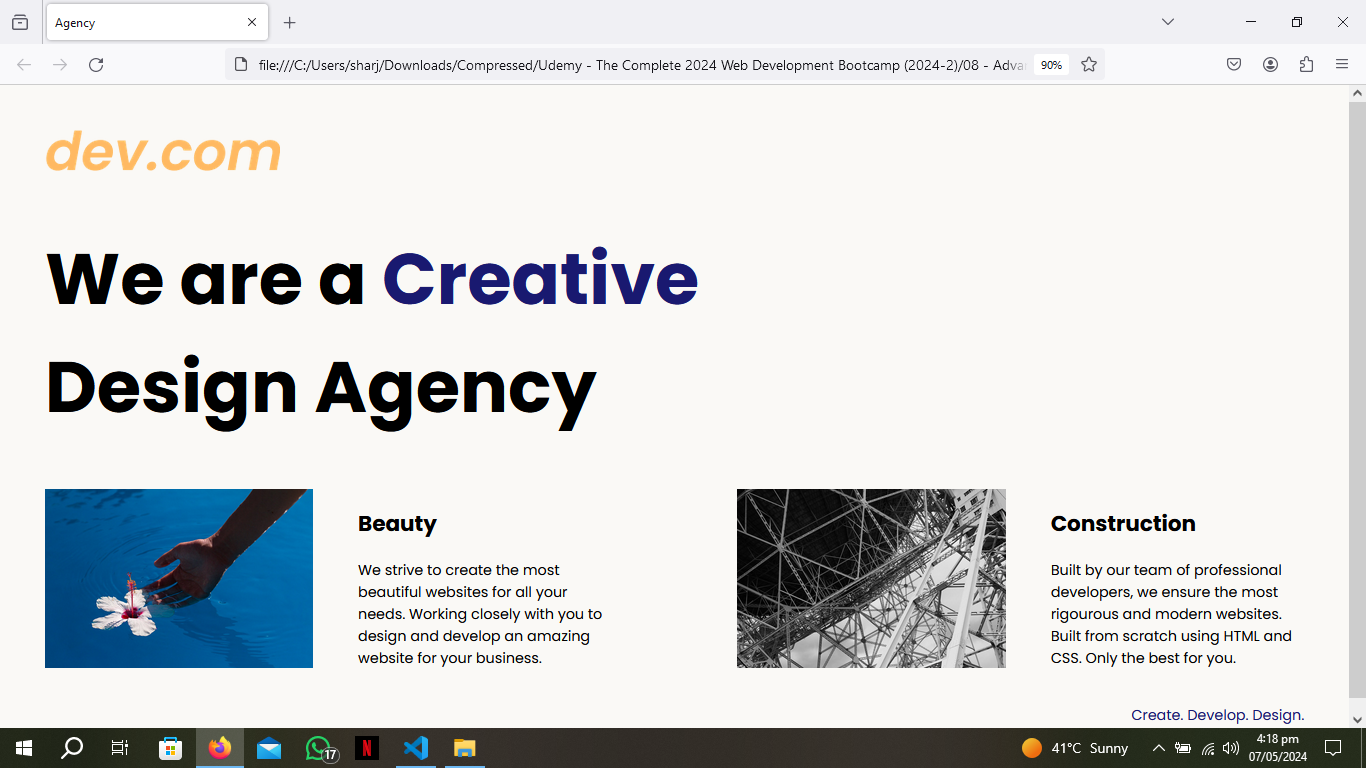 Agency
file:///C:/Users/sharj/Downloads/Compressed/Udemy - The Complete 2024 Web Development Bootcamp (2024-2)/08 - Adva
90%
dev.com
We are a Creative
Design Agency
Beauty
We strive to create the most
beautiful websites for all your
needs. Working closely with you to
design and develop an amazing
website for your business.
Construction
Built by our team of professional
developers, we ensure the most
rigourous and modern websites.
Built from scratch using HTML and
CSS. Only the best for you.
Create. Develop. Design.
17
N
41°C Sunny
4:18 pm
07/05/2024